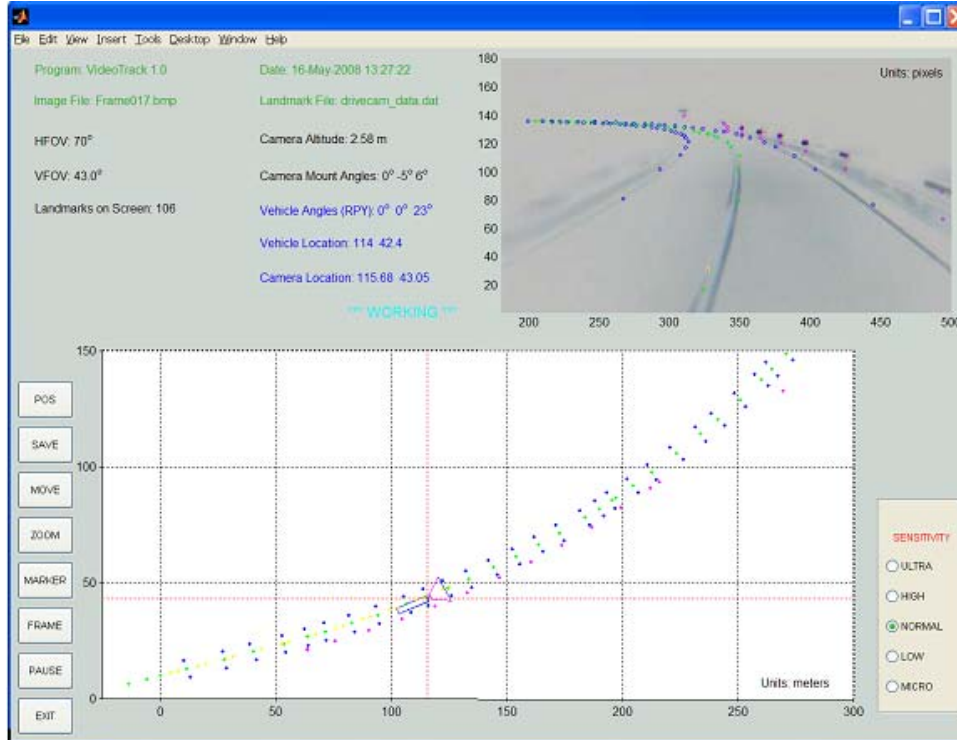 File Edit View Insert Tools Desktop Window Help
Program: VideoTrack 1.0
Date: 16-May-2008 13:27:22
Image File: Frame017.bmp
Landmark File: drivecam_data.dat
HFOV: 70°
Camera Altitude: 2.58 m
VFOV: 43.0°
Camera Mount Angles: 0° -5° 6°
Landmarks on Screen: 106
Vehicle Angles (RPY): 0° 0° 23°
Vehicle Location: 114 42.4
Camera Location: 115.68 43.05
*** WORKING ***
Units: pixels
180
160
140
120
100
80
60
40
20
200 250 300 350 400 450 500
POS
SAVE
MOVE
ZOOM
MARKER
FRAME
PAUSE
EXIT
150
100
50
0
0 50 100 150 200 250 300
Units: meters
SENSITIVITY
ULTRA
HIGH
NORMAL
LOW
MICRO